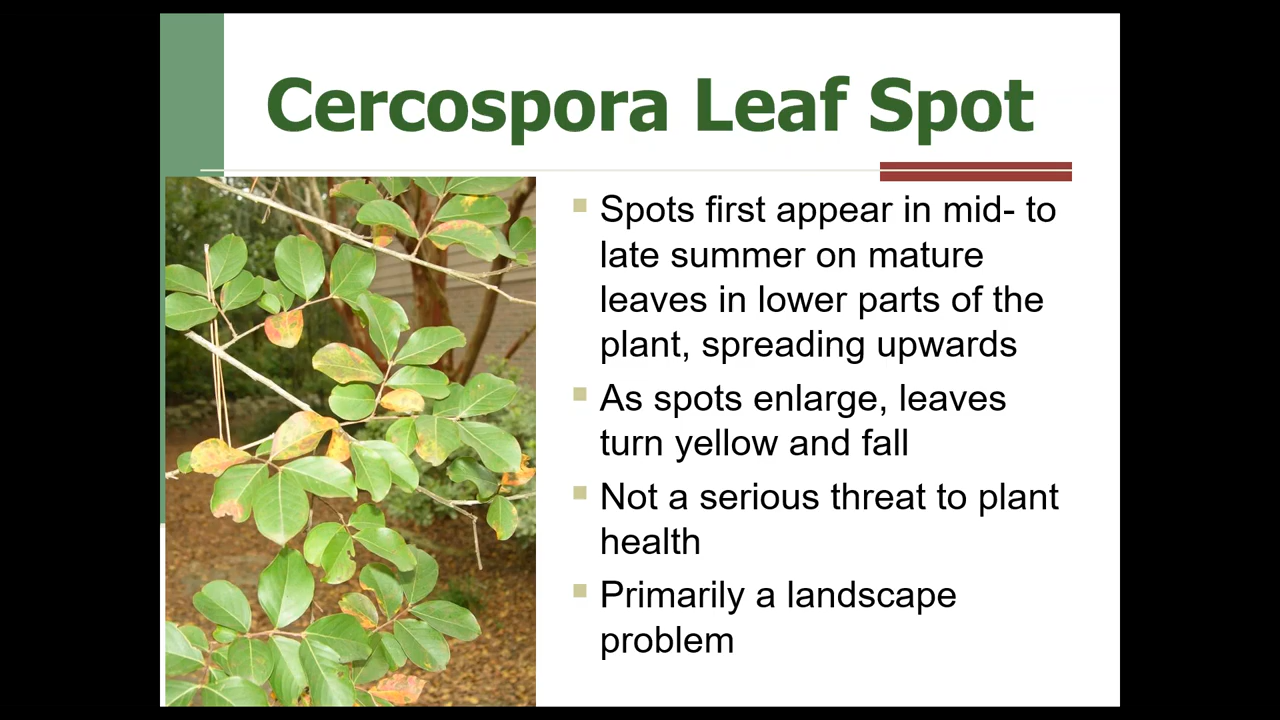 Cercospora Leaf Spot
Spots first appear in mid- to
late summer on mature
leaves in lower parts of the
plant, spreading upwards
As spots enlarge, leaves
turn yellow and fall
Not a serious threat to plant
health
Primarily a landscape
problem